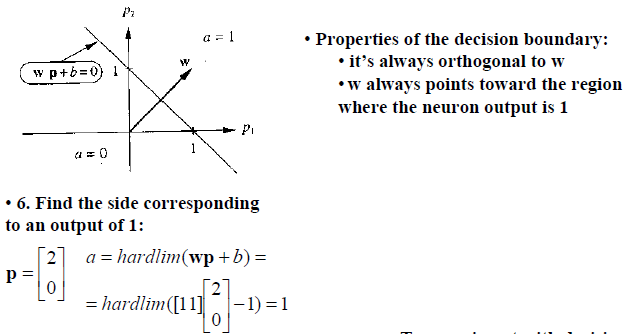 p₂
a = 1
w
w p + b = 0
1
p₁
1
a = 0
• Properties of the decision boundary:
• it's always orthogonal to w
• w always points toward the region
where the neuron output is 1
• 6. Find the side corresponding
to an output of 1:
p = [2 0]
a = hardlim(wp + b) =
= hardlim([11][2 0] − 1) = 1